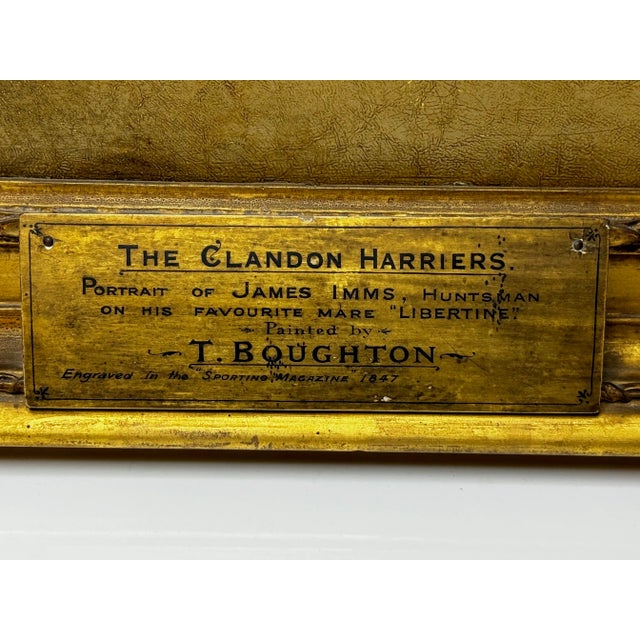 THE CLANDON HARRIERS.
PORTRAIT OF JAMES IMMS, HUNTSMAN
ON HIS FAVOURITE MARE "LIBERTINE"
Painted by
T. BOUGHTON
Engraved in the "SPORTING MAGAZINE" 1847